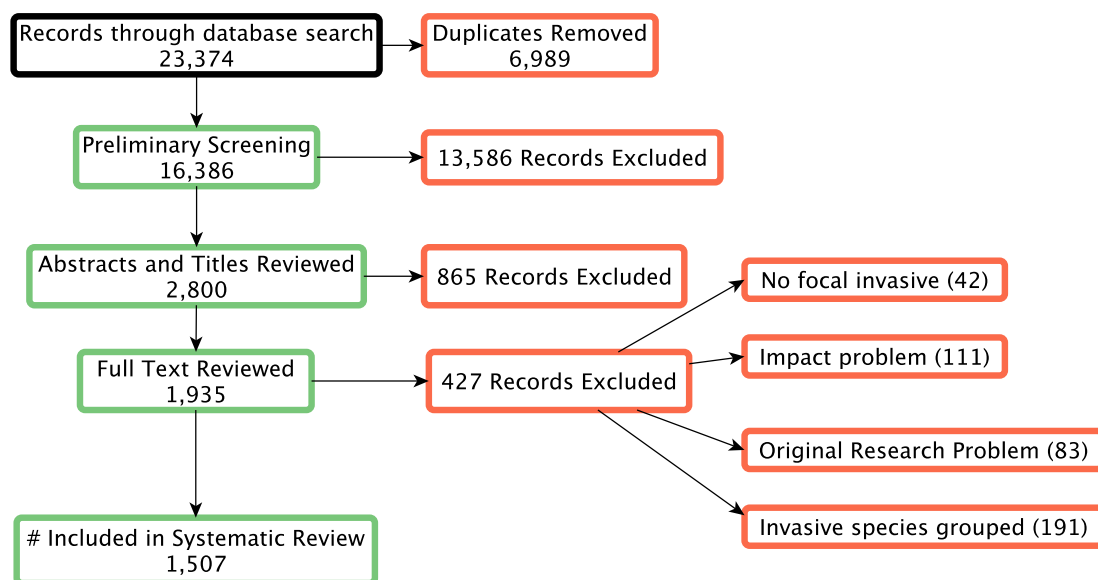 Records through database search
23,374
Duplicates Removed
6,989
Preliminary Screening
16,386
13,586 Records Excluded
Abstracts and Titles Reviewed
2,800
865 Records Excluded
No focal invasive (42)
Impact problem (111)
Full Text Reviewed
1,935
427 Records Excluded
Original Research Problem (83)
Invasive species grouped (191)
# Included in Systematic Review
1,507